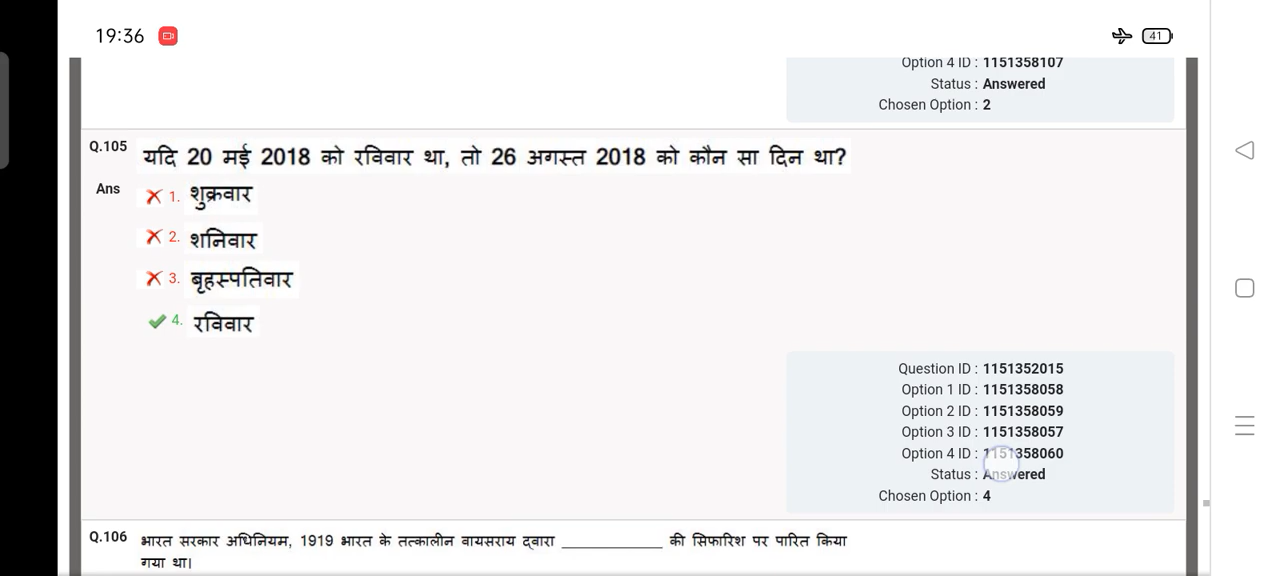 19:36
41
Option 4 ID : 1151358107
Status : Answered
Chosen Option : 2
Q.105 यदि 20 मई 2018 को रविवार था, तो 26 अगस्त 2018 को कौन सा दिन था?
Ans 1. शुक्रवार
2. शनिवार
3. बृहस्पतिवार
4. रविवार
Question ID : 1151352015
Option 1 ID : 1151358058
Option 2 ID : 1151358059
Option 3 ID : 1151358057
Option 4 ID : 1151358060
Status : Answered
Chosen Option : 4
Q.106 भारत सरकार अधिनियम, 1919 भारत के तत्कालीन वायसराय द्वारा ____________ की सिफारिश पर पारित किया
गया था।